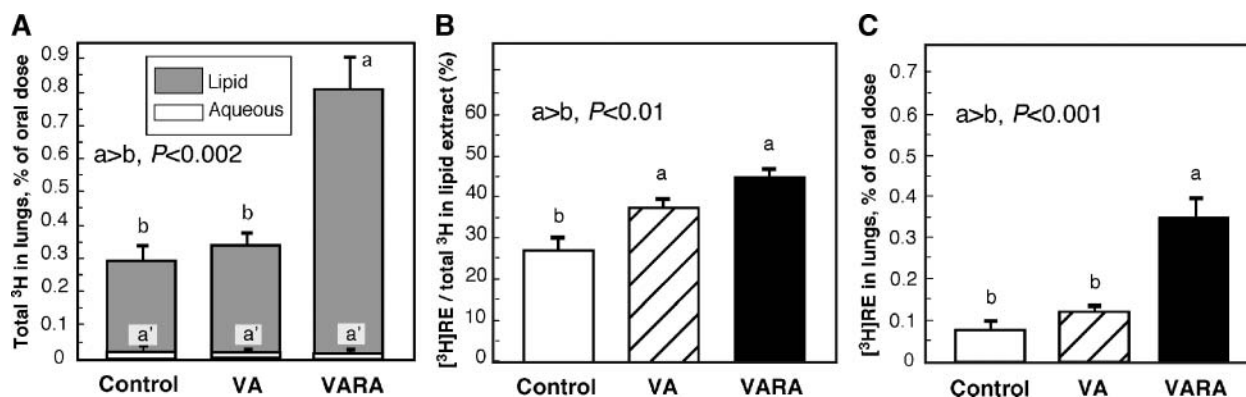 A
Total ³H in lungs, % of oral dose
0.9
0.8
0.7
0.6
0.5
0.4
0.3
0.2
0.1
0
Lipid
Aqueous
a>b, P<0.002
b
b
a
a'
a'
a'
Control
VA
VARA
B
[³H]RE / total ³H in lipid extract (%)
60
50
40
30
20
10
0
a>b, P<0.01
b
a
a
Control
VA
VARA
C
[³H]RE in lungs, % of oral dose
0.7
0.6
0.5
0.4
0.3
0.2
0.1
0
a>b, P<0.001
b
b
a
Control
VA
VARA